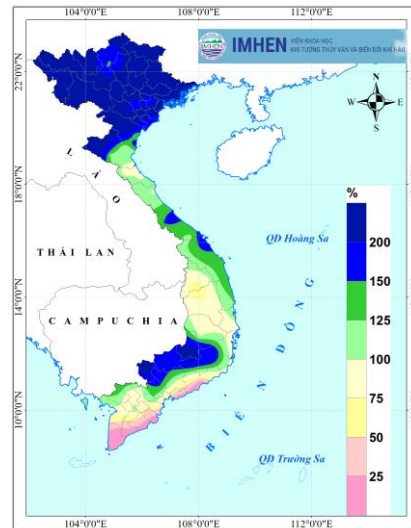 104°0'0"E
108°0'0"E
112°0'0"E
IMHEN
VIỆN KHOA HỌC
KHÍ TƯỢNG THỦY VĂN VÀ BIẾN ĐỔI KHÍ HẬU
22°0'0"N
N
W
E
S
LÀO
18°0'0"N
%
THÁI LAN
QĐ Hoàng Sa
200
150
125
100
75
50
25
14°0'0"N
CAMPUCHIA
BIỂN ĐÔNG
10°0'0"N
QĐ Trường Sa
104°0'0"E
108°0'0"E
112°0'0"E